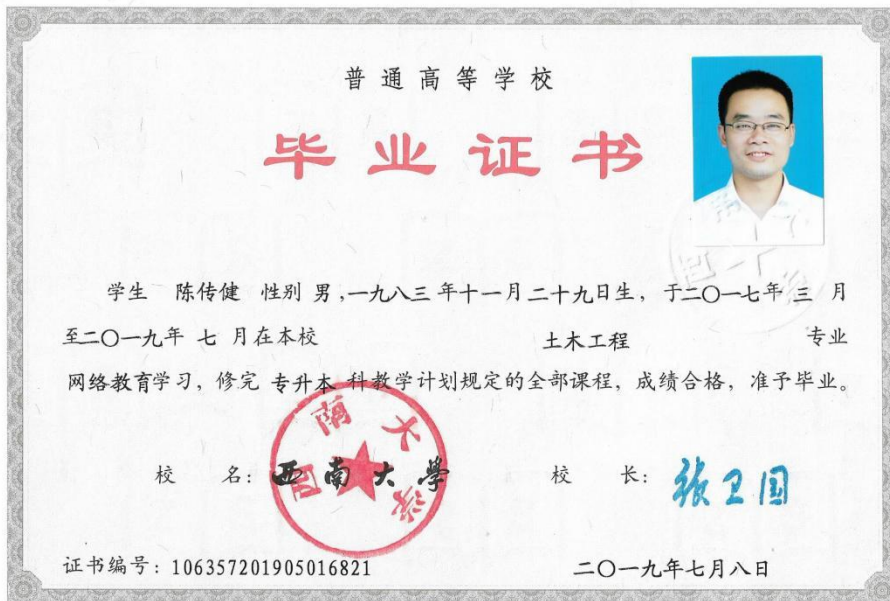 普通高等学校
毕业证书
学生 陈传健 性别 男，一九八三年十一月二十九日生，于二〇一七年 三 月
至二〇一九年 七 月在本校 土木工程 专业
网络教育学习，修完 专升本 科教学计划规定的全部课程，成绩合格，准予毕业。
校 名：西南大學 校 长：张卫国
西南大学
证书编号：106357201905016821 二〇一九年七月八日